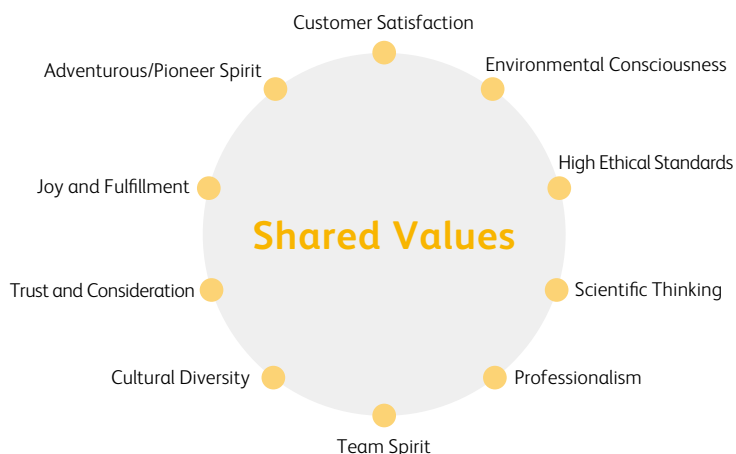 Customer Satisfaction
Adventurous/Pioneer Spirit
Environmental Consciousness
High Ethical Standards
Joy and Fulfillment
Shared Values
Trust and Consideration
Scientific Thinking
Cultural Diversity
Professionalism
Team Spirit